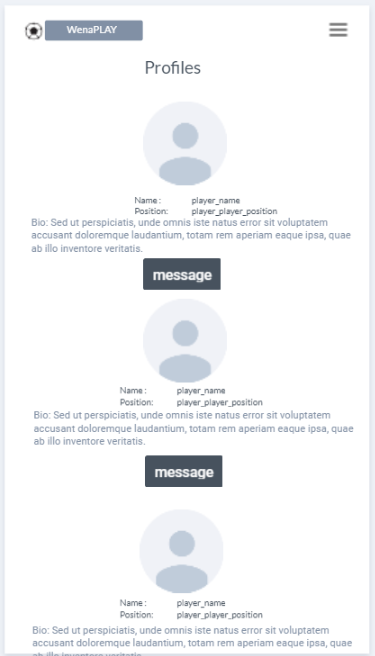 WenaPLAY
Profiles
Name : player_name
Position: player_player_position
Bio: Sed ut perspiciatis, unde omnis iste natus error sit voluptatem
accusant doloremque laudantium, totam rem aperiam eaque ipsa, quae
ab illo inventore veritatis.
message
Name : player_name
Position: player_player_position
Bio: Sed ut perspiciatis, unde omnis iste natus error sit voluptatem
accusant doloremque laudantium, totam rem aperiam eaque ipsa, quae
ab illo inventore veritatis.
message
Name : player_name
Position: player_player_position
Bio: Sed ut perspiciatis, unde omnis iste natus error sit voluptatem
accusant doloremque laudantium, totam rem aperiam eaque ipsa, quae
ab illo inventore veritatis.